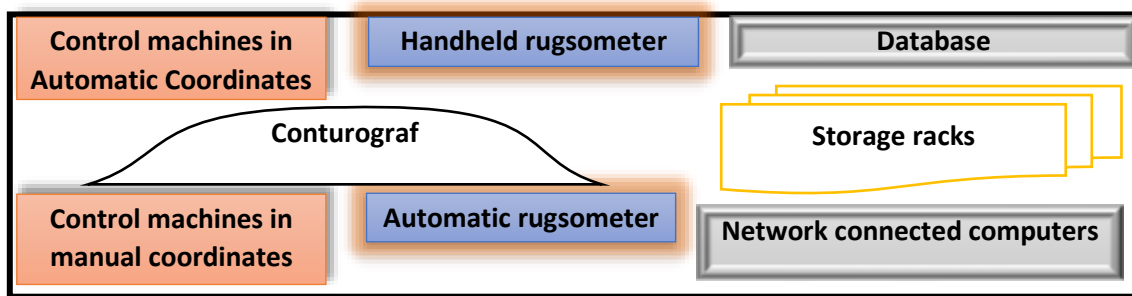 Control machines in
Automatic Coordinates
Handheld rugsometer
Database
Conturograf
Storage racks
Control machines in
manual coordinates
Automatic rugsometer
Network connected computers